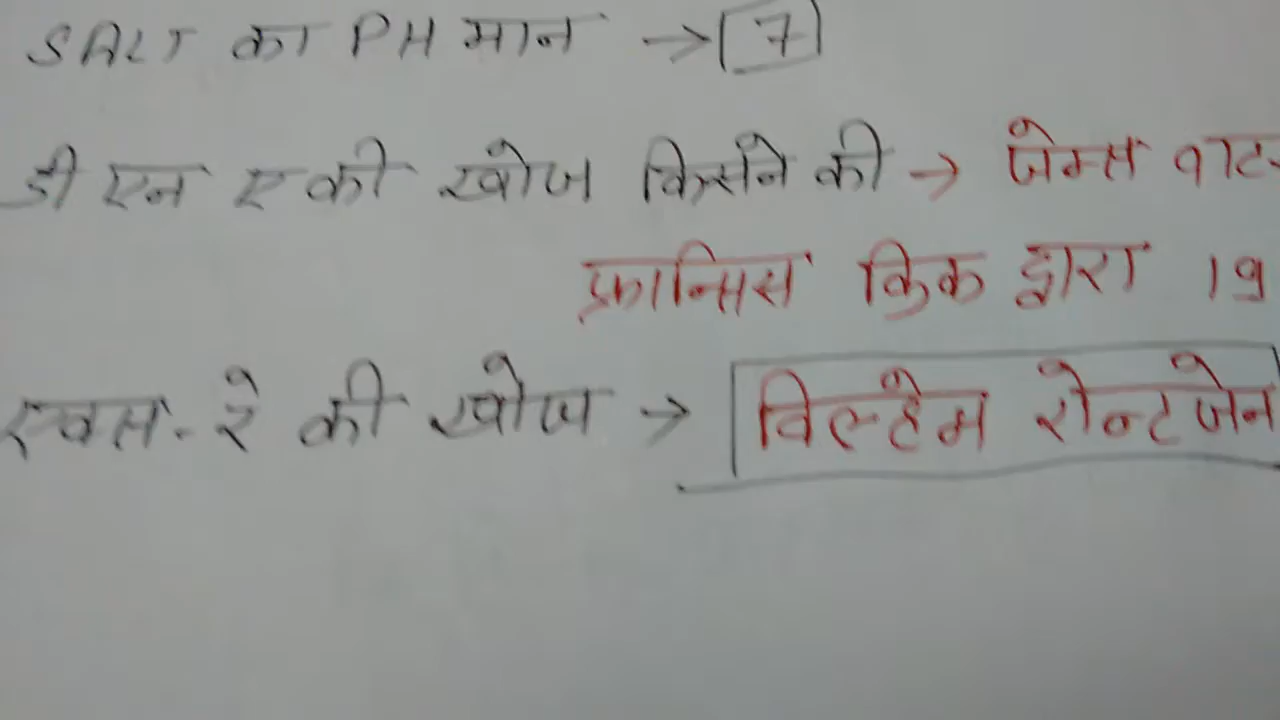 SALT का PH मान → 7
डी एन ए की खोज किसने की → जेम्स वाट
फ्रान्सिस क्रिक द्वारा 19
एक्स-रे की खोज → विल्हेम रोन्टजेन